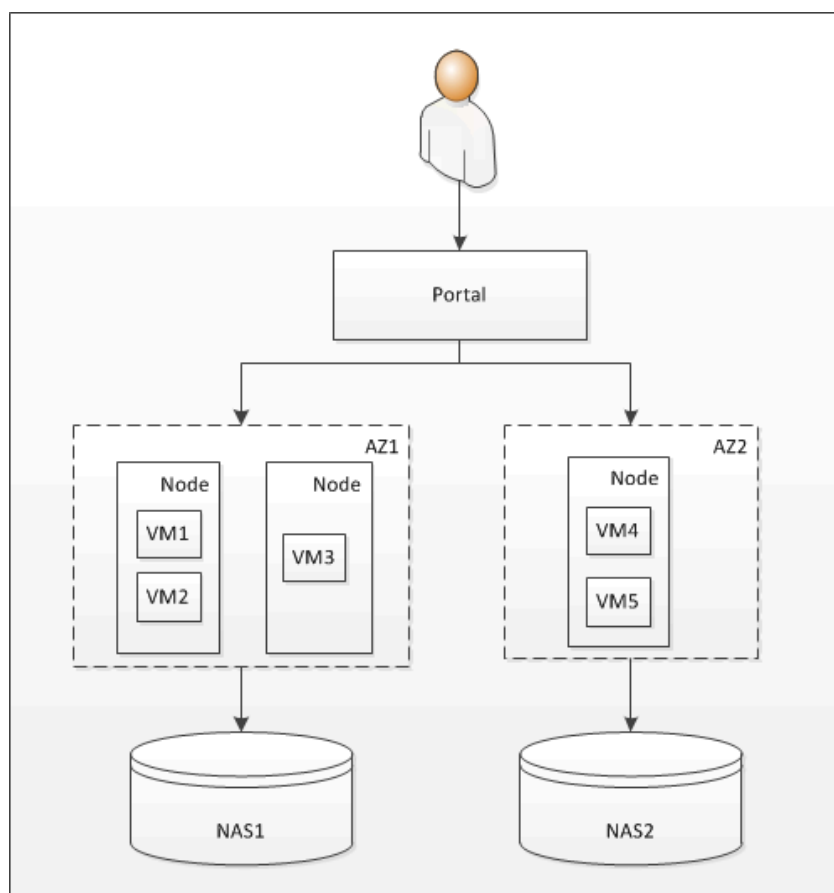 Portal
AZ1
Node
VM1
VM2
Node
VM3
AZ2
Node
VM4
VM5
NAS1
NAS2